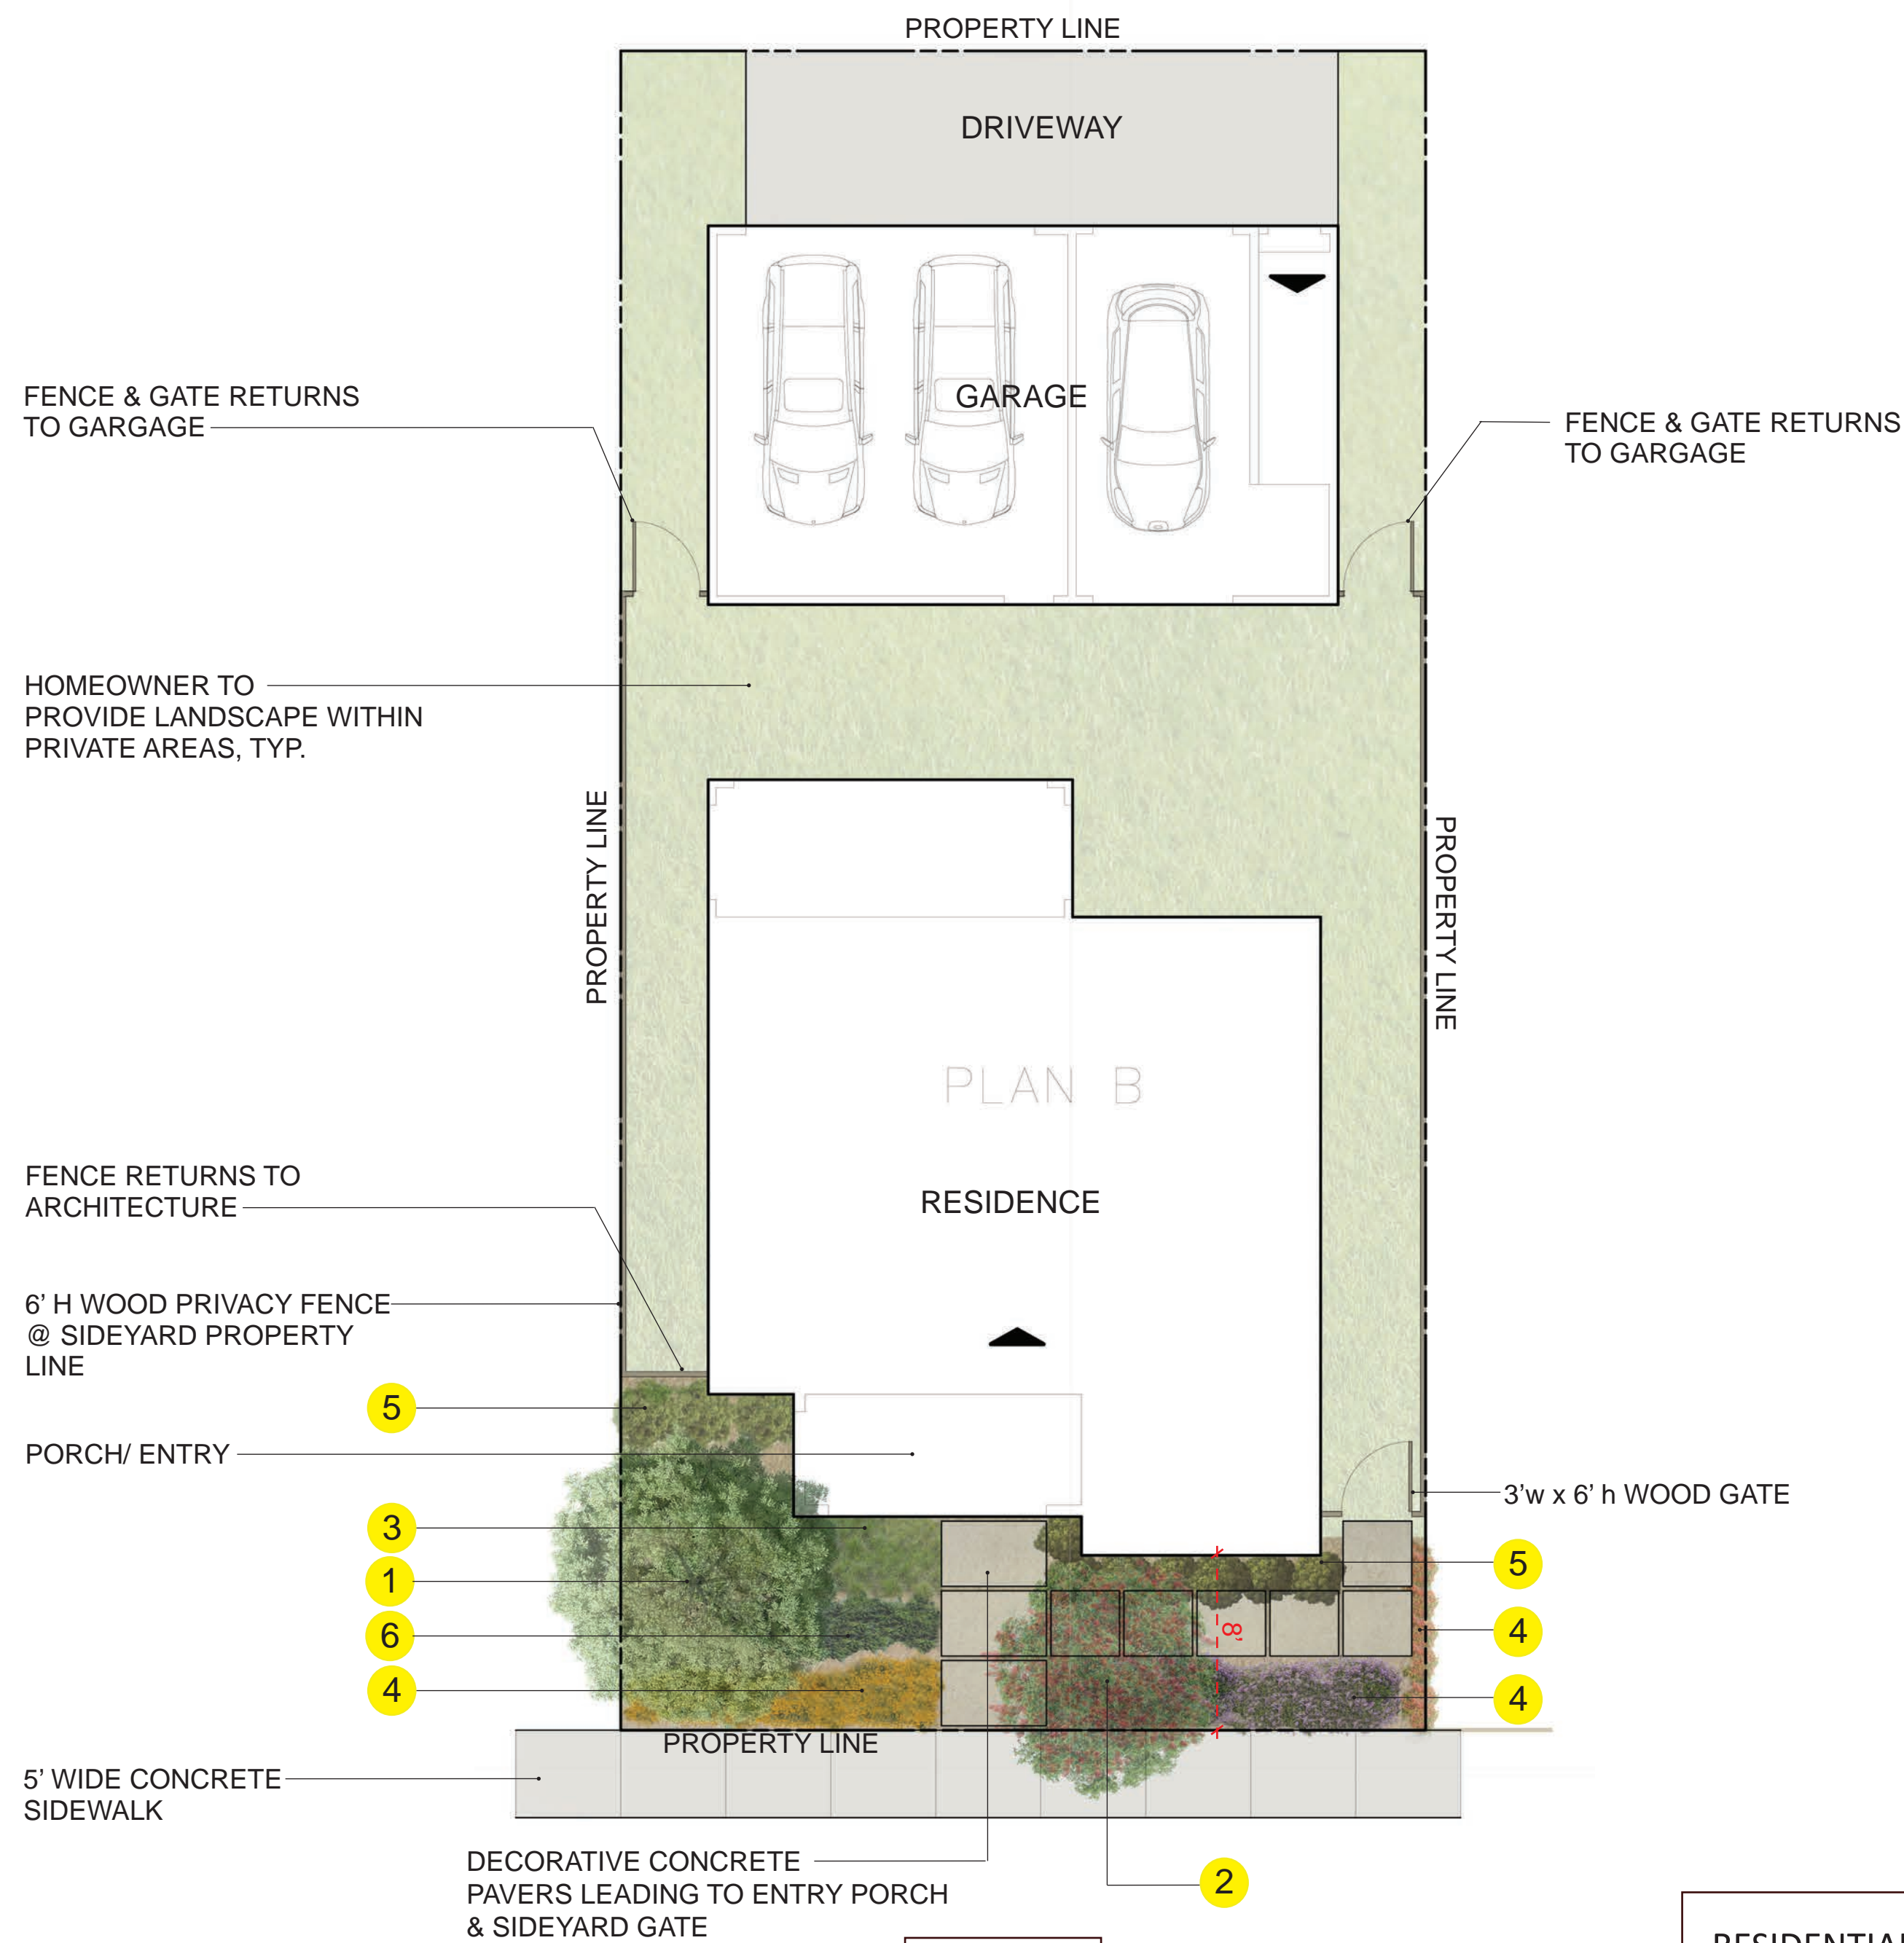 PROPERTY LINE
DRIVEWAY
GARAGE
FENCE & GATE RETURNS
TO GARGAGE
FENCE & GATE RETURNS
TO GARGAGE
HOMEOWNER TO
PROVIDE LANDSCAPE WITHIN
PRIVATE AREAS, TYP.
PROPERTY LINE
PROPERTY LINE
PLAN B
RESIDENCE
FENCE RETURNS TO
ARCHITECTURE
6’ H WOOD PRIVACY FENCE
@ SIDEYARD PROPERTY
LINE
5
PORCH/ ENTRY
3’w x 6’ h WOOD GATE
3
5
1
6
8’
4
4
4
PROPERTY LINE
5’ WIDE CONCRETE
SIDEWALK
DECORATIVE CONCRETE
PAVERS LEADING TO ENTRY PORCH
& SIDEYARD GATE
2
RESIDENTIAL